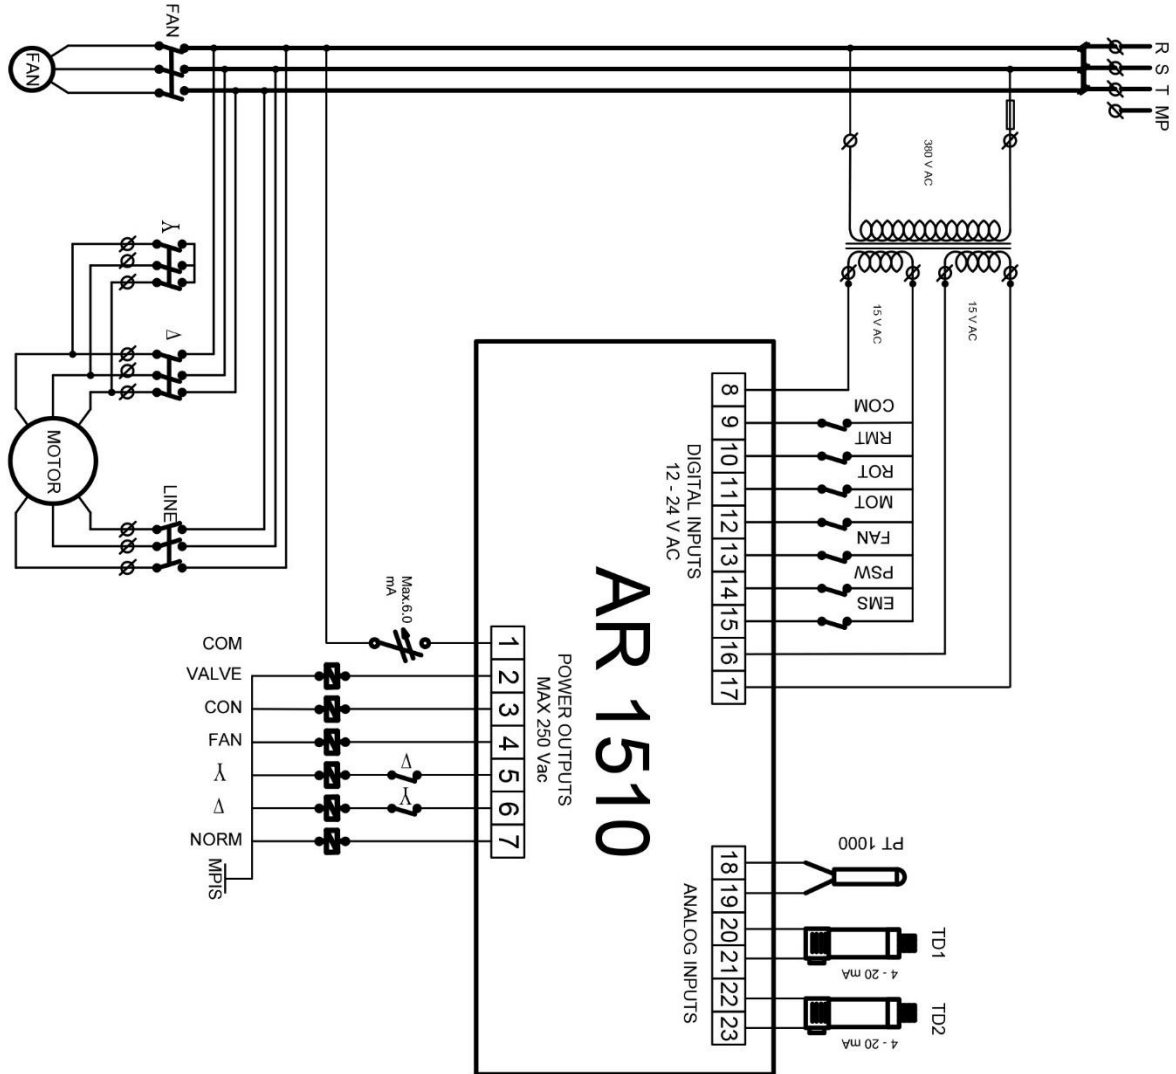 FAN
FAN
R
S
T
MP
380 V AC
15 V AC
15 V AC
Y
Δ
MOTOR
LINE
8
9
10
11
12
13
14
15
16
17
COM
RMT
ROT
MOT
FAN
PSW
EMS
DIGITAL INPUTS
12 - 24 V AC
AR 1510
Max.6.0
mA
POWER OUTPUTS
MAX 250 Vac
1
2
3
4
5
6
7
COM
VALVE
CON
FAN
Y
Δ
NORM
Δ
Y
MPIS
ANALOG INPUTS
18
19
20
21
22
23
PT 1000
TD1
4 - 20 mA
TD2
4 - 20 mA